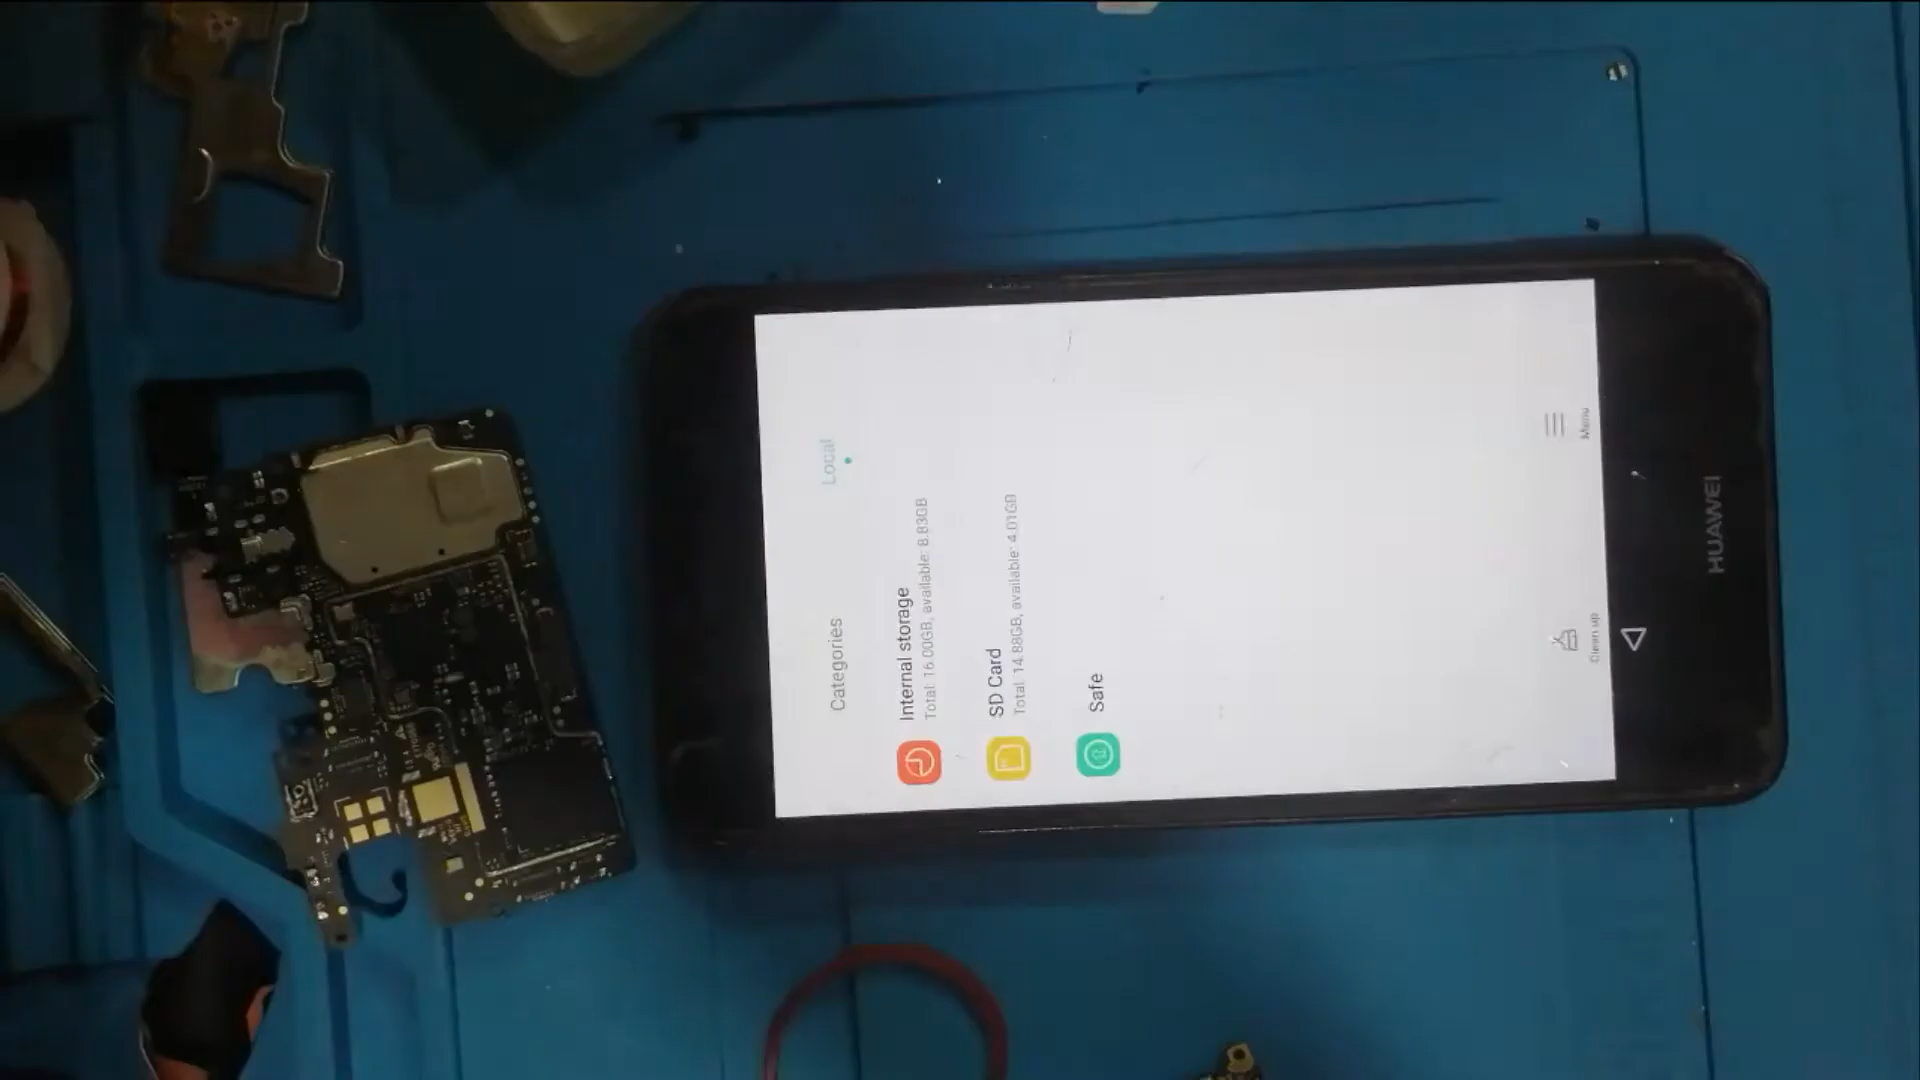 Categories
Local
Internal storage
Total: 16.00GB, available: 8.83GB
SD Card
Total: 14.88GB, available: 4.01GB
Safe
Clean up
Menu
HUAWEI